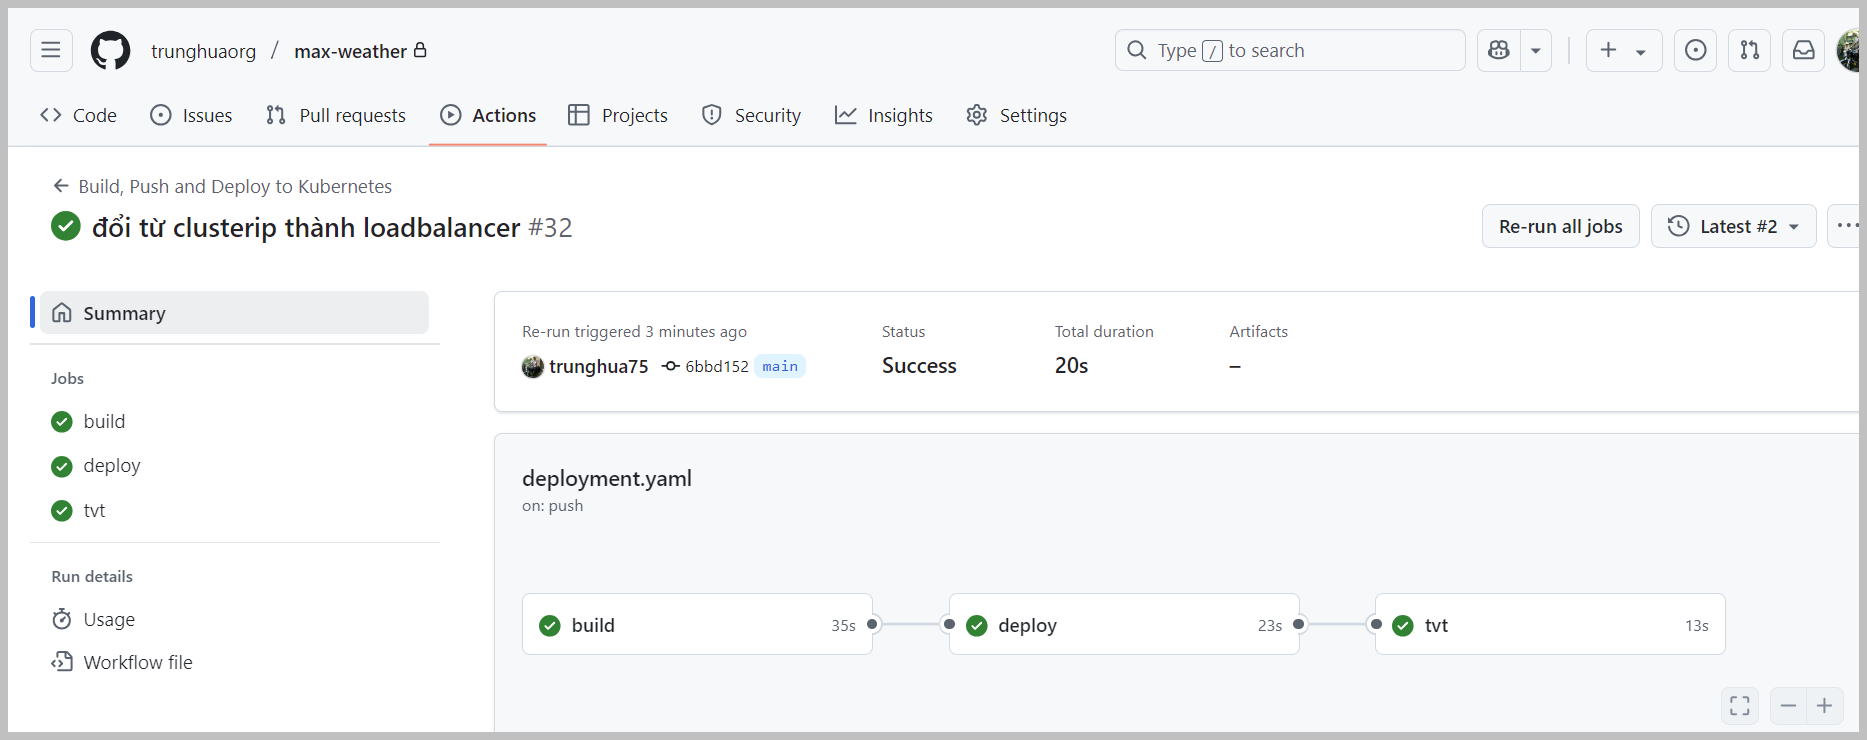 trunghuaorg / max-weather
Type / to search
Code Issues Pull requests Actions Projects Security Insights Settings
Build, Push and Deploy to Kubernetes
đổi từ clusterip thành loadbalancer #32
Re-run all jobs
Latest #2
Summary
Jobs
build
deploy
tvt
Run details
Usage
Workflow file
Re-run triggered 3 minutes ago
trunghua75 6bbd152 main
Status
Success
Total duration
20s
Artifacts
–
deployment.yaml
on: push
build 35s
deploy 23s
tvt 13s